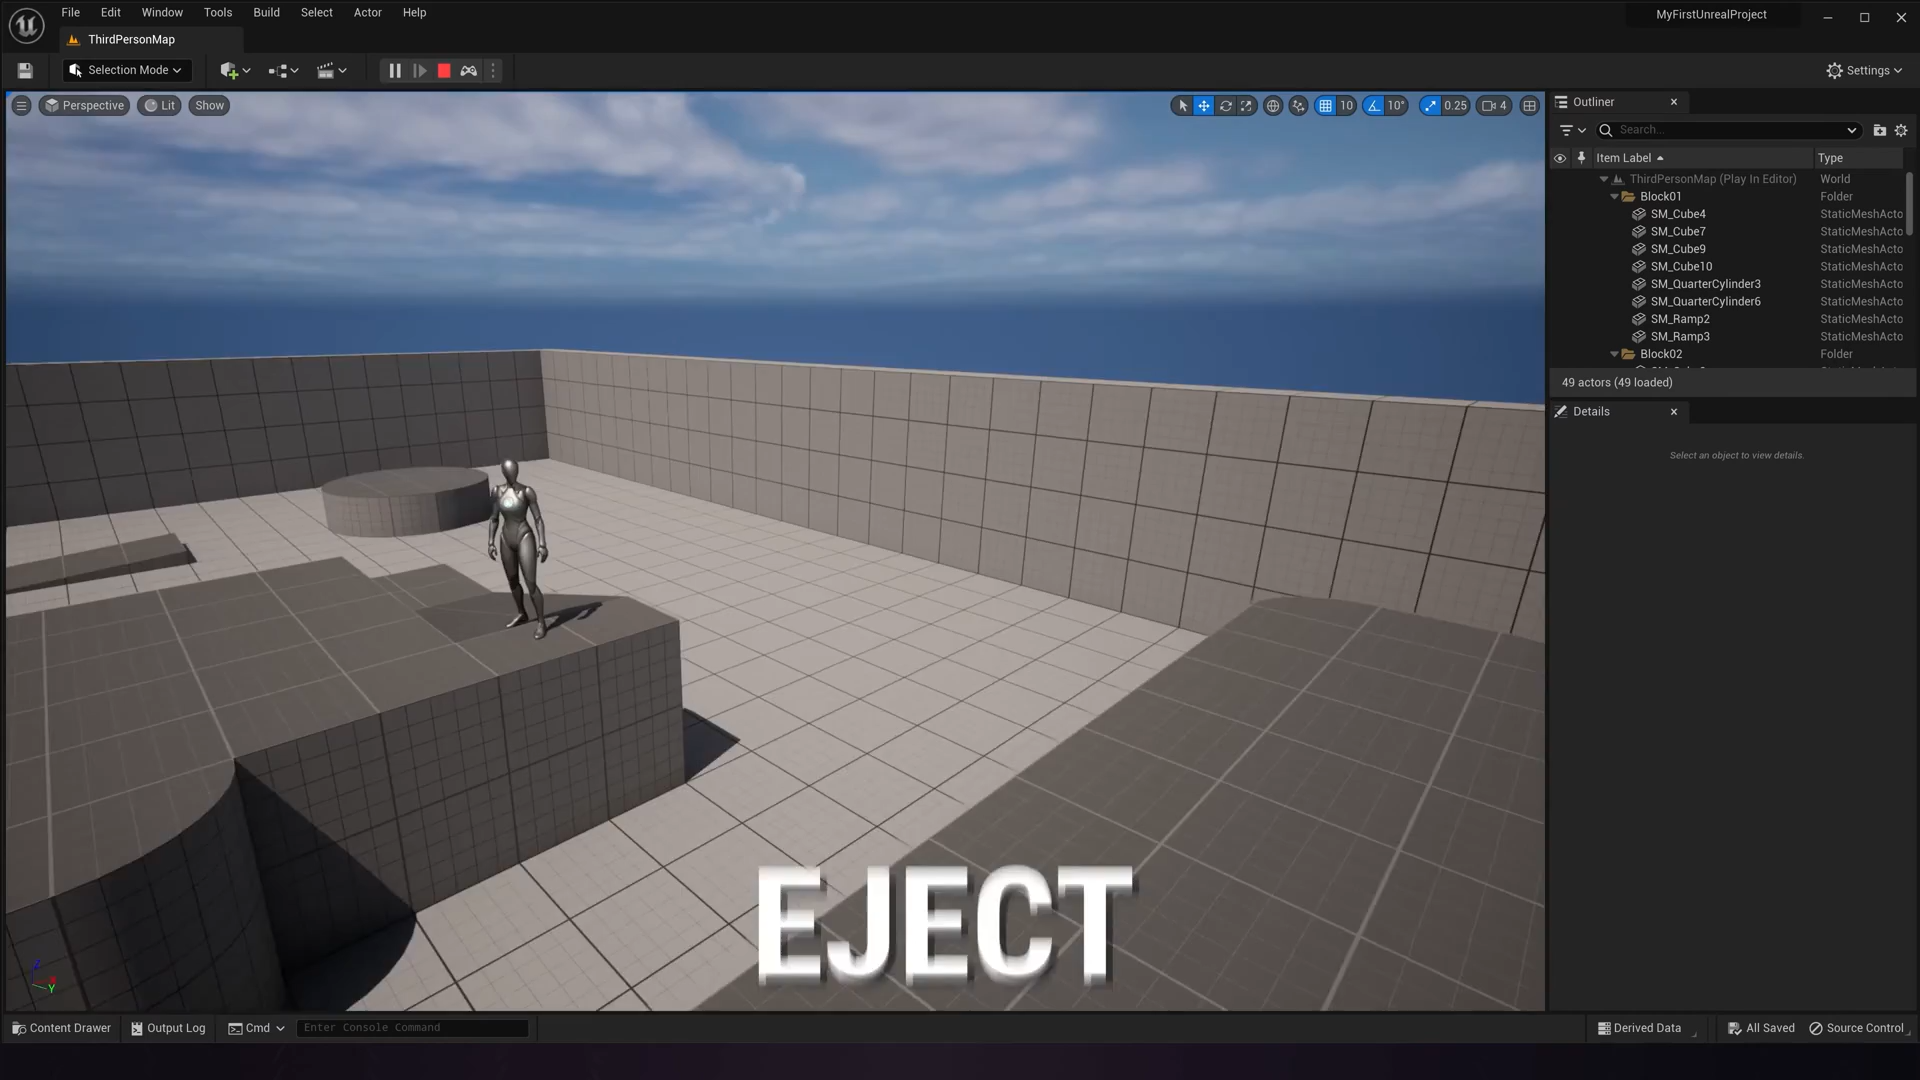 File Edit Window Tools Build Select Actor Help
MyFirstUnrealProject
ThirdPersonMap
Selection Mode
Settings
Perspective Lit Show
10 10° 0.25 4
Outliner
Search...
Item Label Type
ThirdPersonMap (Play In Editor) World
Block01 Folder
SM_Cube4 StaticMeshActo
SM_Cube7 StaticMeshActo
SM_Cube9 StaticMeshActo
SM_Cube10 StaticMeshActo
SM_QuarterCylinder3 StaticMeshActo
SM_QuarterCylinder6 StaticMeshActo
SM_Ramp2 StaticMeshActo
SM_Ramp3 StaticMeshActo
Block02 Folder
49 actors (49 loaded)
Details
Select an object to view details.
EJECT
Z X Y
Content Drawer Output Log Cmd Enter Console Command
Derived Data All Saved Source Control